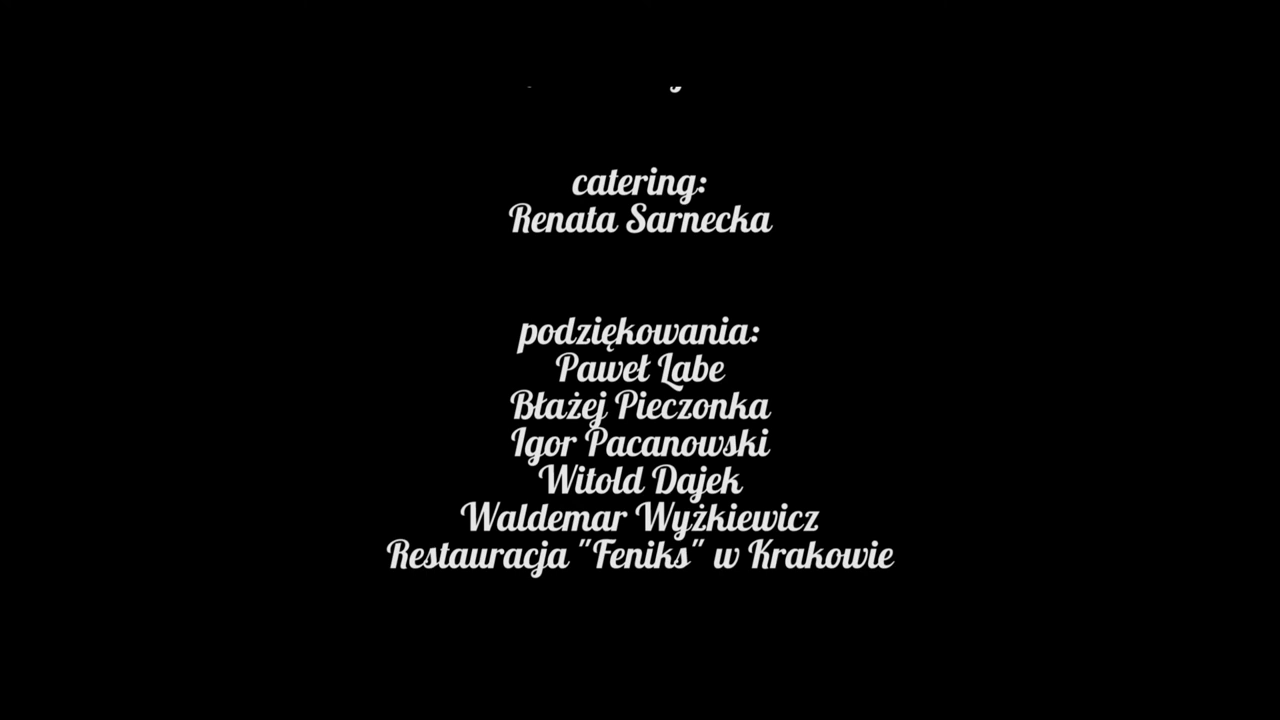 catering:
Renata Sarnecka
podziękowania:
Paweł Labe
Błażej Pieczonka
Igor Pacanowski
Witold Dajek
Waldemar Wyżkiewicz
Restauracja "Feniks" w Krakowie